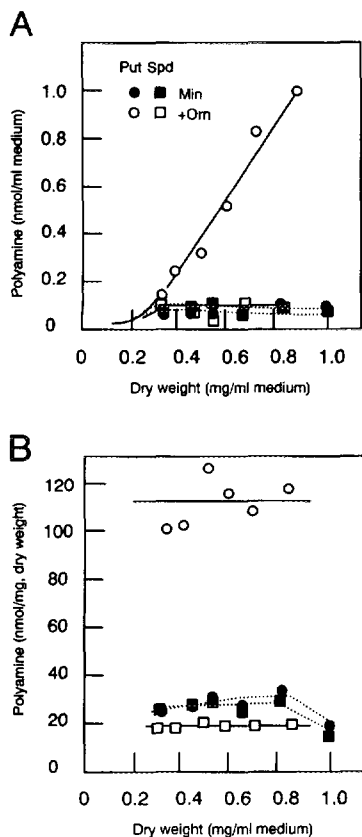 A
Put Spd
Min
+Orn
Polyamine (nmol/ml medium)
1.0
0.8
0.6
0.4
0.2
0
0 0.2 0.4 0.6 0.8 1.0
Dry weight (mg/ml medium)
B
Polyamine (nmol/mg, dry weight)
120
100
80
60
40
20
0
0 0.2 0.4 0.6 0.8 1.0
Dry weight (mg/ml medium)